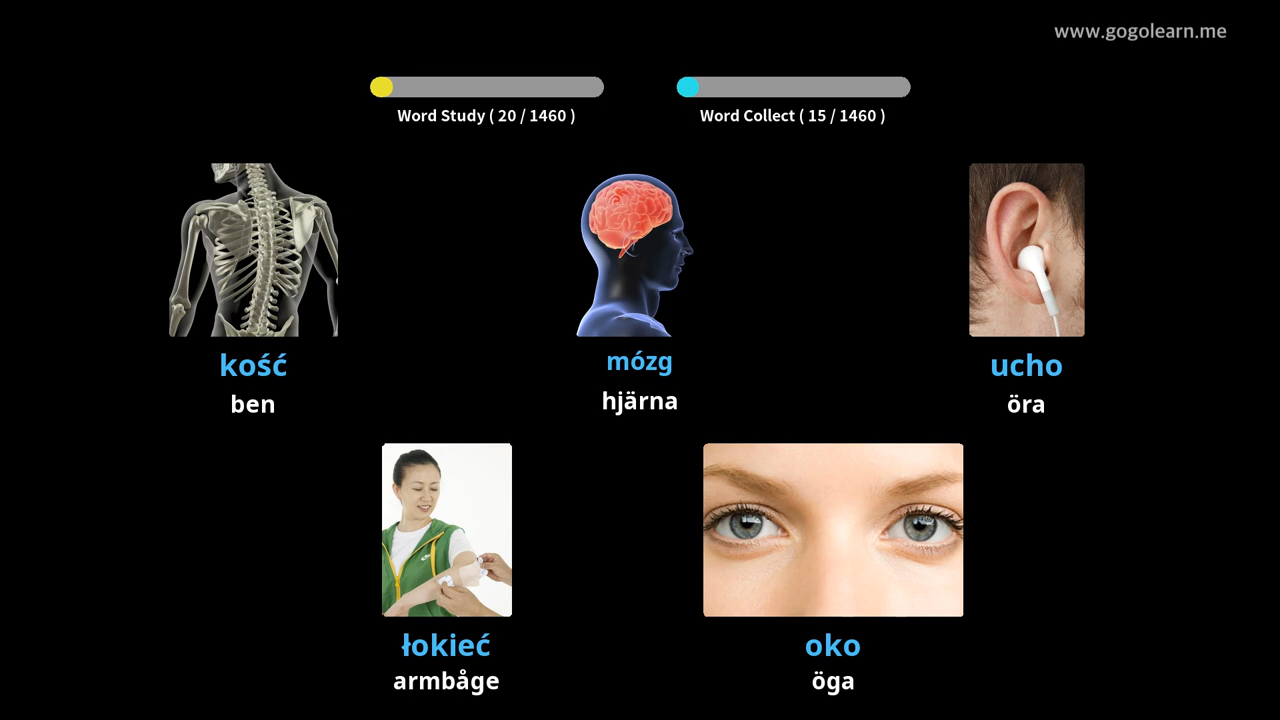 www.gogolearn.me
Word Study ( 20 / 1460 )
Word Collect ( 15 / 1460 )
kość
ben
mózg
hjärna
ucho
öra
łokieć
armbåge
oko
öga